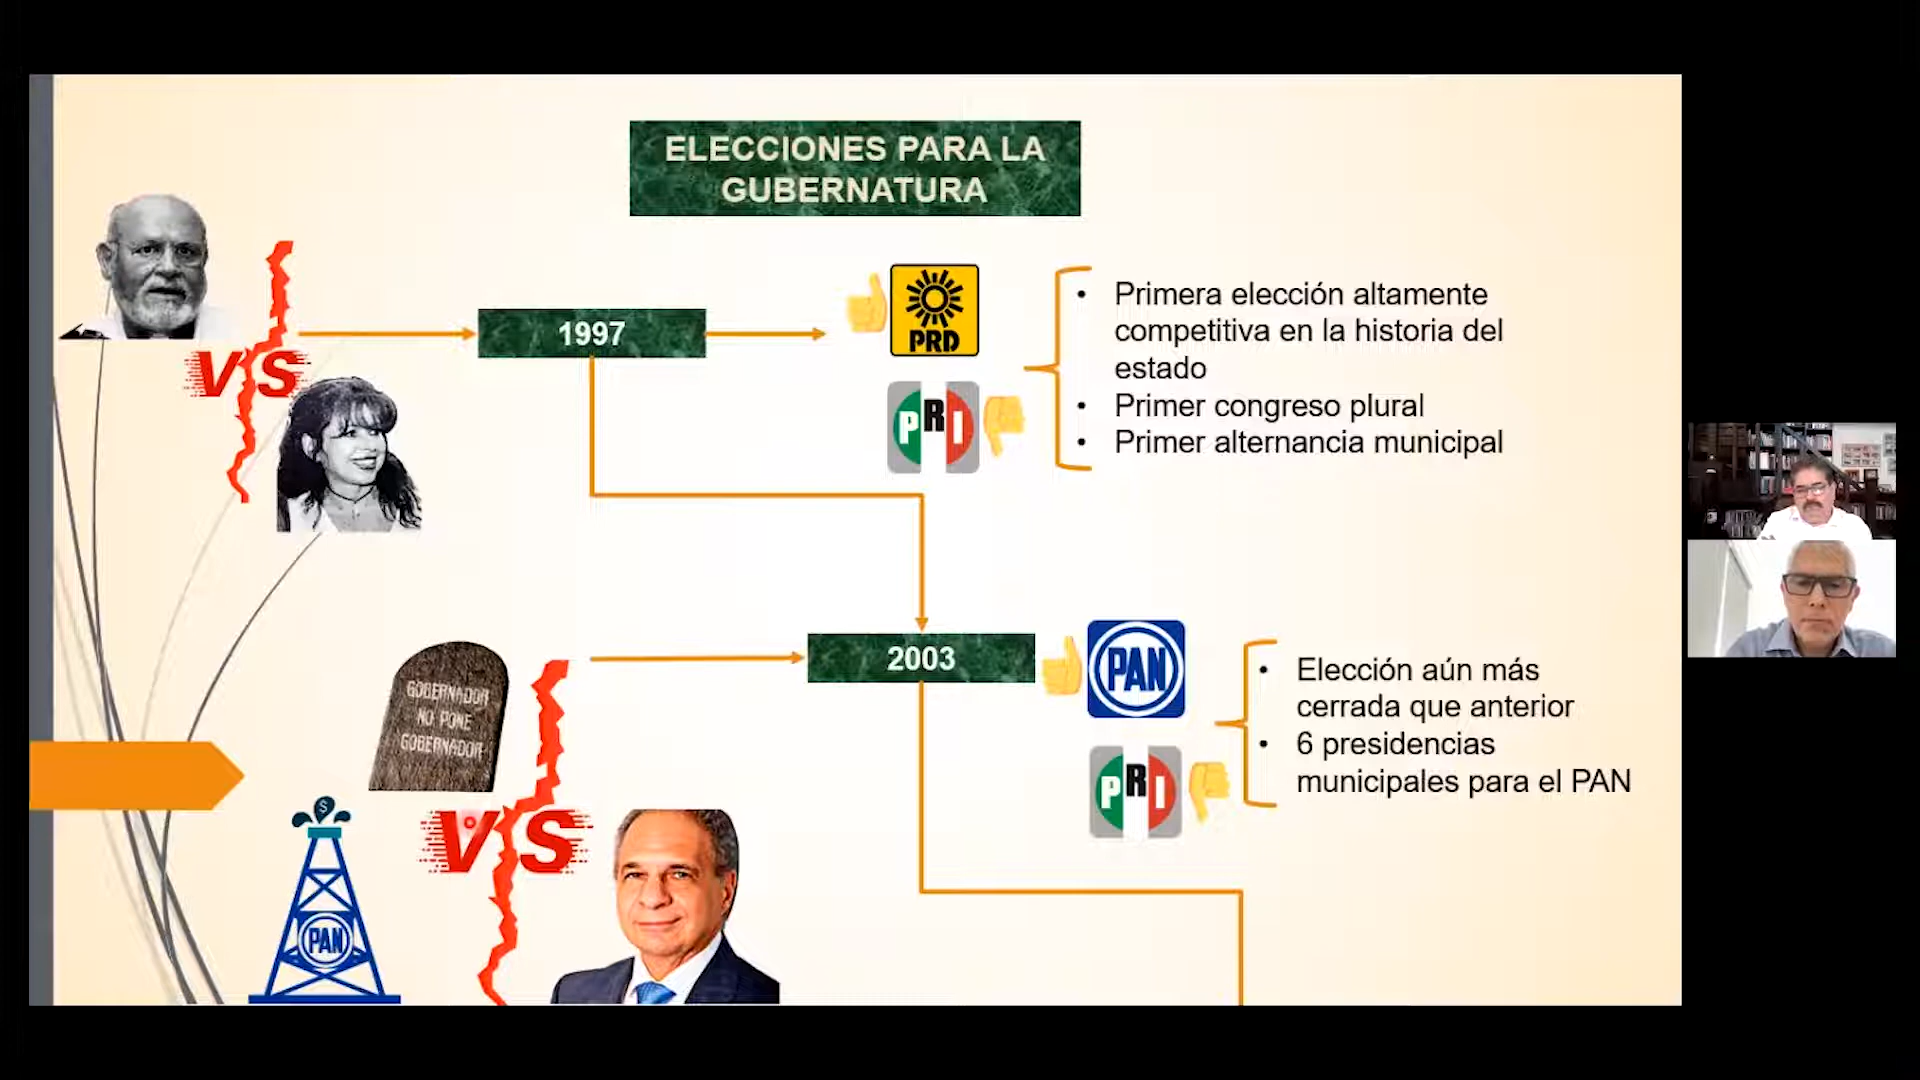 ELECCIONES PARA LA
GUBERNATURA
VS
1997
PRD
PRI
• Primera elección altamente
competitiva en la historia del
estado
• Primer congreso plural
• Primer alternancia municipal
GOBERNADOR
NO PONE
GOBERNADOR
VS
PAN
$
2003
PAN
PRI
• Elección aún más
cerrada que anterior
• 6 presidencias
municipales para el PAN